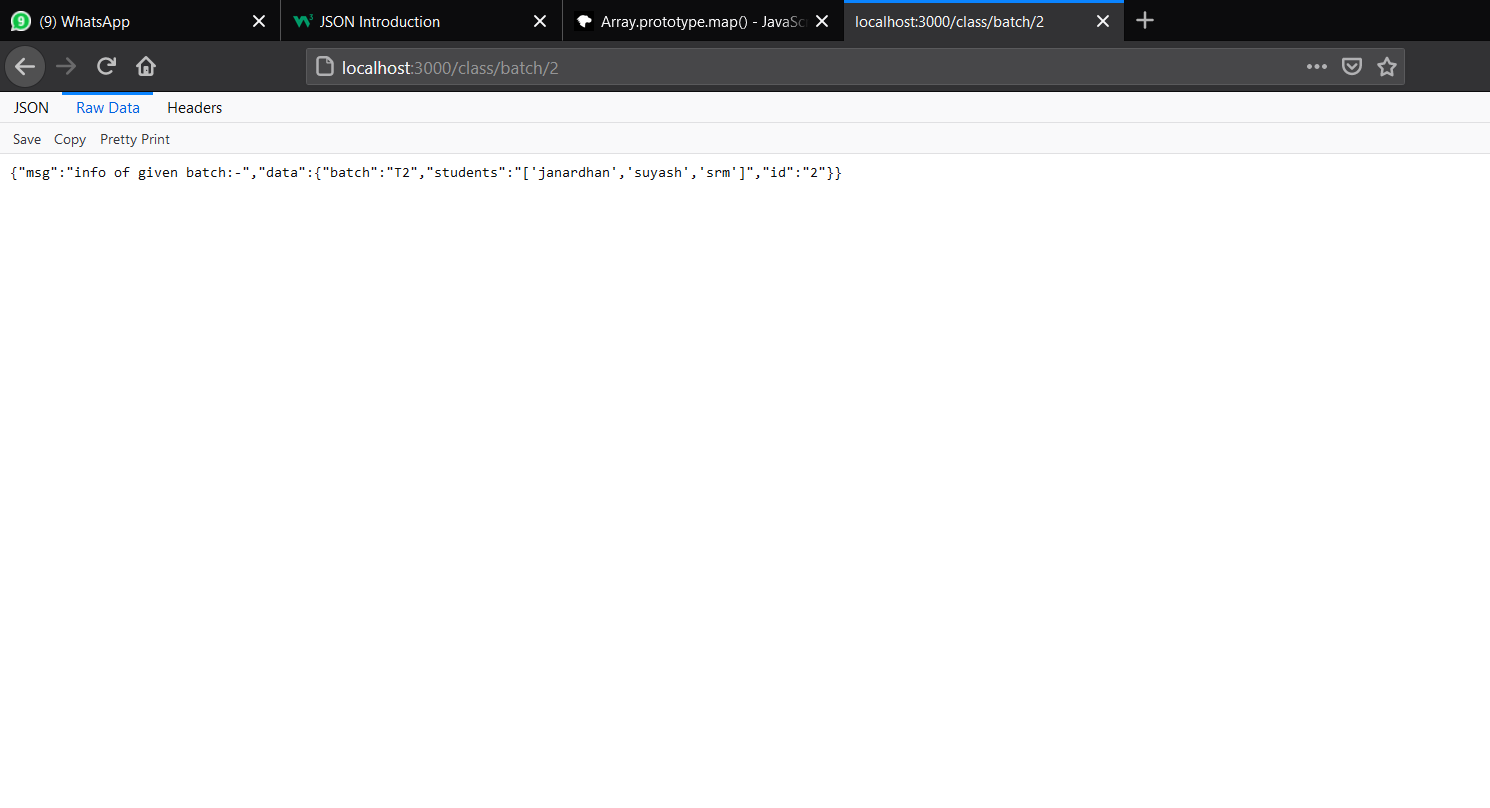 9 (9) WhatsApp W3 JSON Introduction Array.prototype.map() - JavaSc localhost:3000/class/batch/2
localhost:3000/class/batch/2
JSON Raw Data Headers
Save Copy Pretty Print
{"msg":"info of given batch:-","data":{"batch":"T2","students":"['janardhan','suyash','srm']","id":"2"}}